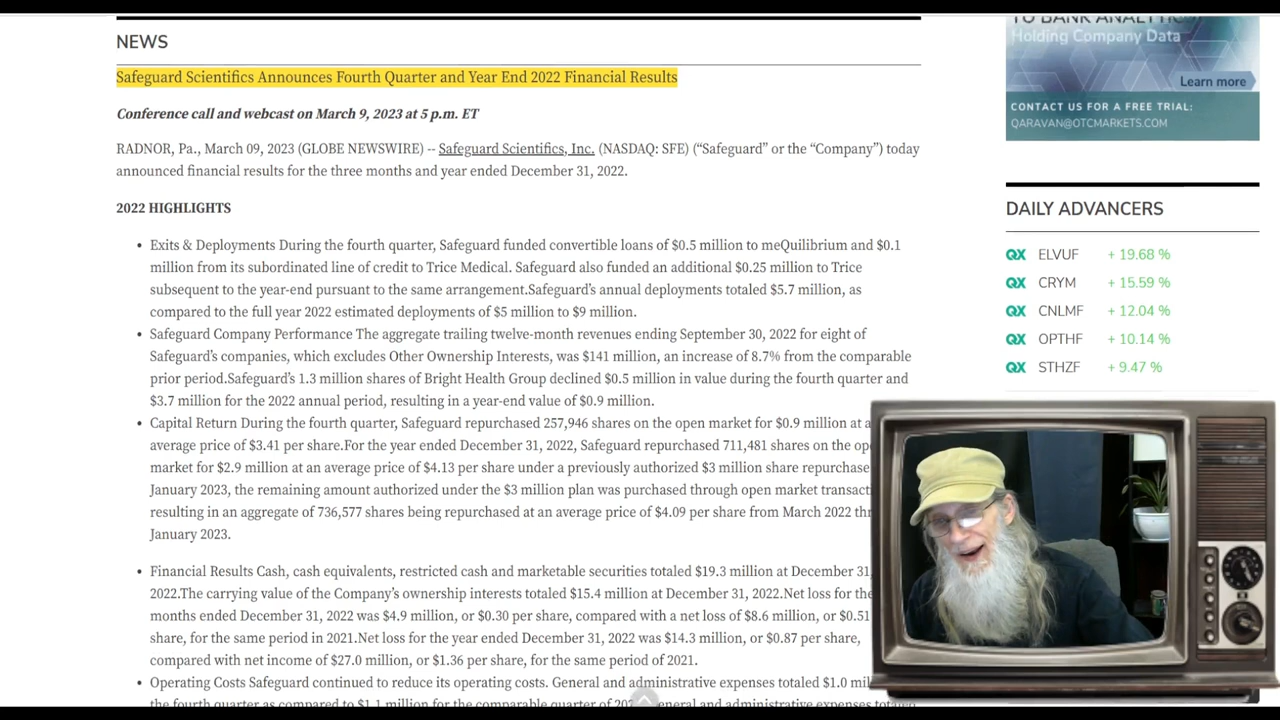 NEWS
Safeguard Scientifics Announces Fourth Quarter and Year End 2022 Financial Results
Conference call and webcast on March 9, 2023 at 5 p.m. ET
RADNOR, Pa., March 09, 2023 (GLOBE NEWSWIRE) -- Safeguard Scientifics, Inc. (NASDAQ: SFE) (“Safeguard” or the “Company”) today
announced financial results for the three months and year ended December 31, 2022.
2022 HIGHLIGHTS
• Exits & Deployments During the fourth quarter, Safeguard funded convertible loans of $0.5 million to meQuilibrium and $0.1
million from its subordinated line of credit to Trice Medical. Safeguard also funded an additional $0.25 million to Trice
subsequent to the year-end pursuant to the same arrangement.Safeguard’s annual deployments totaled $5.7 million, as
compared to the full year 2022 estimated deployments of $5 million to $9 million.
• Safeguard Company Performance The aggregate trailing twelve-month revenues ending September 30, 2022 for eight of
Safeguard’s companies, which excludes Other Ownership Interests, was $141 million, an increase of 8.7% from the comparable
prior period.Safeguard’s 1.3 million shares of Bright Health Group declined $0.5 million in value during the fourth quarter and
$3.7 million for the 2022 annual period, resulting in a year-end value of $0.9 million.
• Capital Return During the fourth quarter, Safeguard repurchased 257,946 shares on the open market for $0.9 million at a
average price of $3.41 per share.For the year ended December 31, 2022, Safeguard repurchased 711,481 shares on the ope
market for $2.9 million at an average price of $4.13 per share under a previously authorized $3 million share repurchase
January 2023, the remaining amount authorized under the $3 million plan was purchased through open market transacti
resulting in an aggregate of 736,577 shares being repurchased at an average price of $4.09 per share from March 2022 thr
January 2023.
• Financial Results Cash, cash equivalents, restricted cash and marketable securities totaled $19.3 million at December 31,
2022.The carrying value of the Company’s ownership interests totaled $15.4 million at December 31, 2022.Net loss for the
months ended December 31, 2022 was $4.9 million, or $0.30 per share, compared with a net loss of $8.6 million, or $0.51
share, for the same period in 2021.Net loss for the year ended December 31, 2022 was $14.3 million, or $0.87 per share,
compared with net income of $27.0 million, or $1.36 per share, for the same period of 2021.
• Operating Costs Safeguard continued to reduce its operating costs. General and administrative expenses totaled $1.0 mil
the fourth quarter as compared to $1.1 million for the comparable quarter of
TO BANK ANALYTIC
Holding Company Data
Learn more
CONTACT US FOR A FREE TRIAL:
QARAVAN@OTCMARKETS.COM
DAILY ADVANCERS
QX ELVUF + 19.68 %
QX CRYM + 15.59 %
QX CNLMF + 12.04 %
QX OPTHF + 10.14 %
QX STHZF + 9.47 %